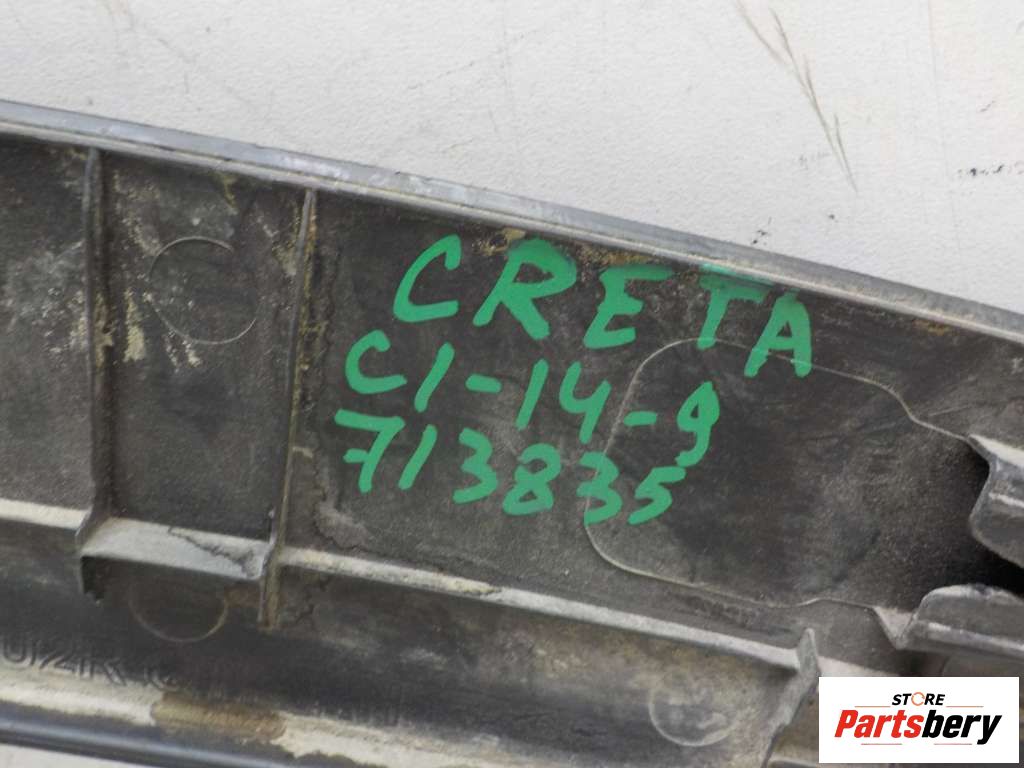 CRETA
C1-14-9
713835
STORE
Partsbery